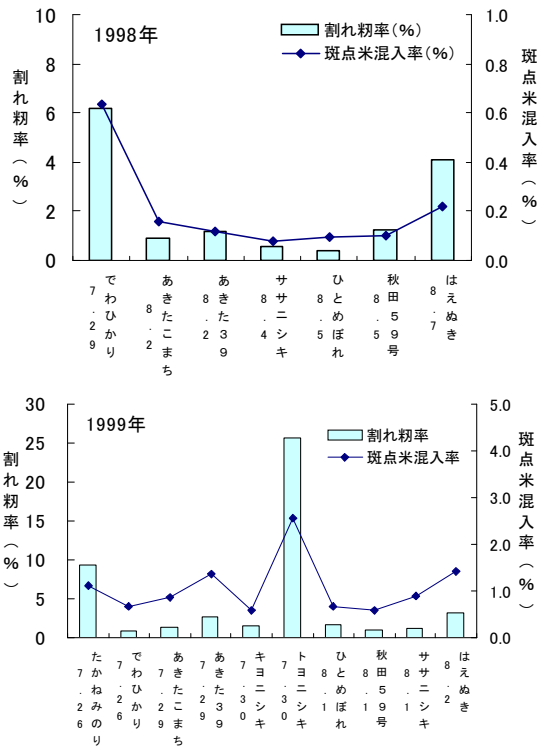 1998年
割れ籾率（％）
斑点米混入率（％）
割れ籾率（％）
10
8
6
4
2
0
斑点米混入率（％）
1.0
0.8
0.6
0.4
0.2
0.0
でわひかり 7.29
あきたこまち 8.2
あきた39 8.2
ササニシキ 8.4
ひとめぼれ 8.5
秋田59号 8.5
はえぬき 8.7
1999年
割れ籾率
斑点米混入率
割れ籾率（％）
30
25
20
15
10
5
0
斑点米混入率（％）
5.0
4.0
3.0
2.0
1.0
0.0
たかねみのり 7.26
でわひかり 7.26
あきたこまち 7.29
あきた39 7.29
キヨニシキ 7.30
トヨニシキ 7.30
ひとめぼれ 8.1
秋田59号 8.1
ササニシキ 8.1
はえぬき 8.2